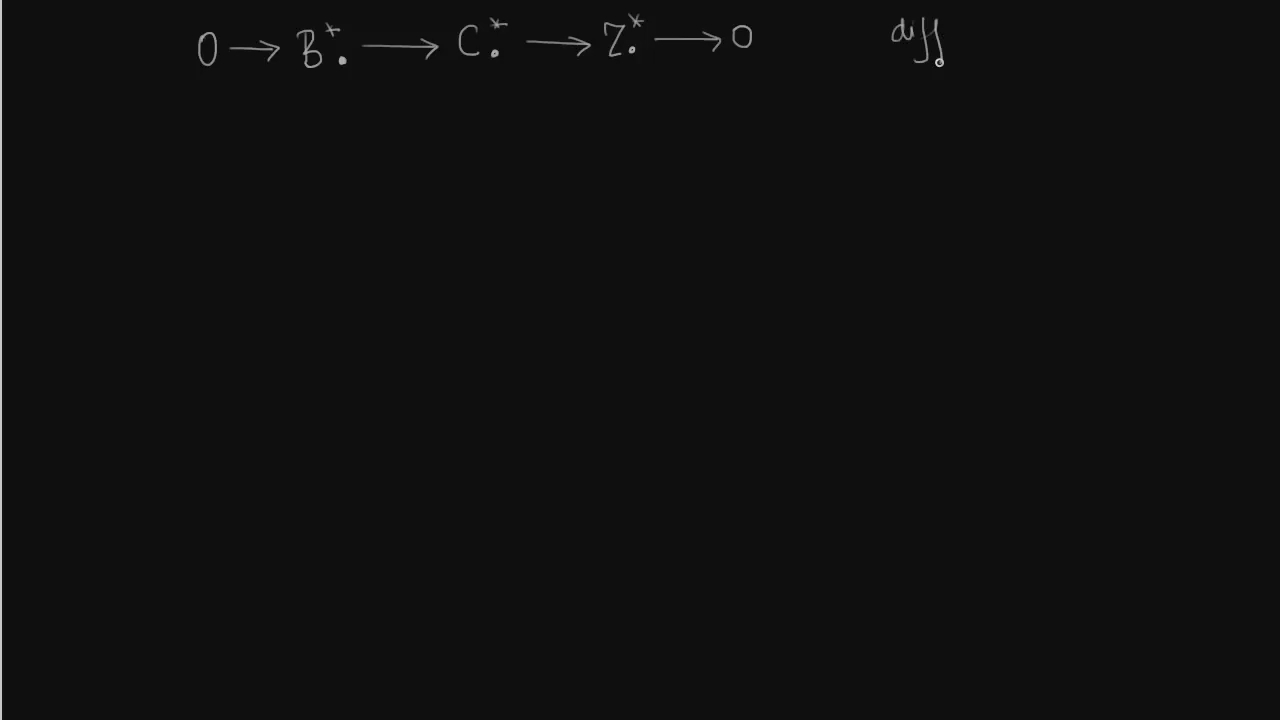 0 → B•* → C•* → Z•* → 0 diff